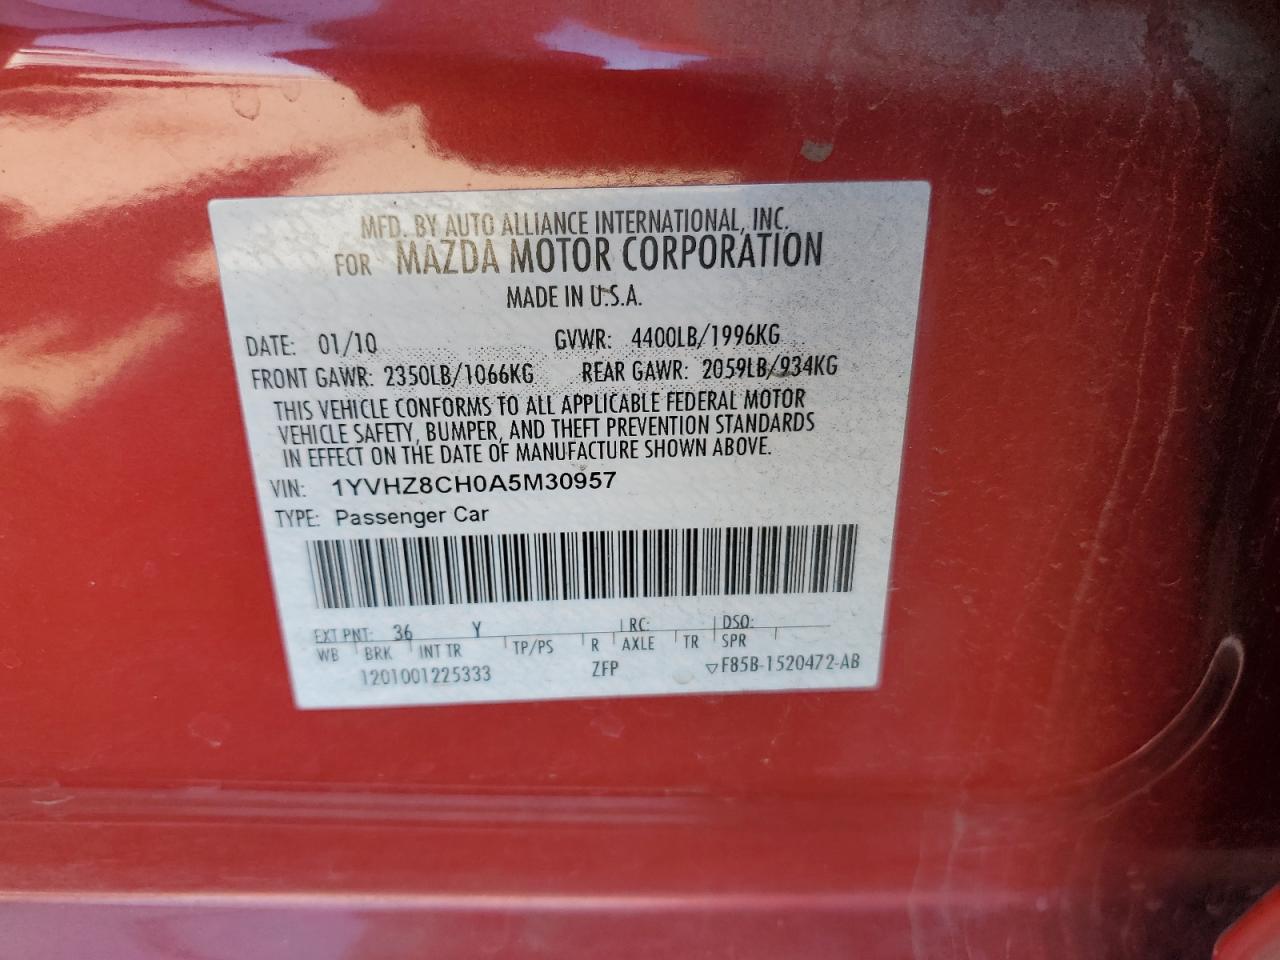 MFD. BY AUTO ALLIANCE INTERNATIONAL, INC.
FOR MAZDA MOTOR CORPORATION
MADE IN U.S.A.
DATE: 01/10 GVWR: 4400LB/1996KG
FRONT GAWR: 2350LB/1066KG REAR GAWR: 2059LB/934KG
THIS VEHICLE CONFORMS TO ALL APPLICABLE FEDERAL MOTOR
VEHICLE SAFETY, BUMPER, AND THEFT PREVENTION STANDARDS
IN EFFECT ON THE DATE OF MANUFACTURE SHOWN ABOVE.
VIN: 1YVHZ8CH0A5M30957
TYPE: Passenger Car
EXT PNT: 36 Y RC: DSO:
WB BRK INT TR TP/PS R AXLE TR SPR
1201001225333 ZFP ▽F85B-1520472-AB